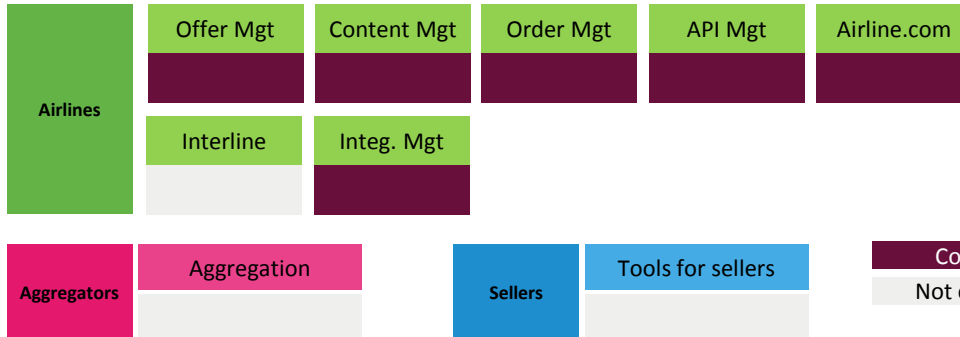 Offer Mgt
Content Mgt
Order Mgt
API Mgt
Airline.com
Airlines
Interline
Integ. Mgt
Aggregators
Aggregation
Sellers
Tools for sellers
Not